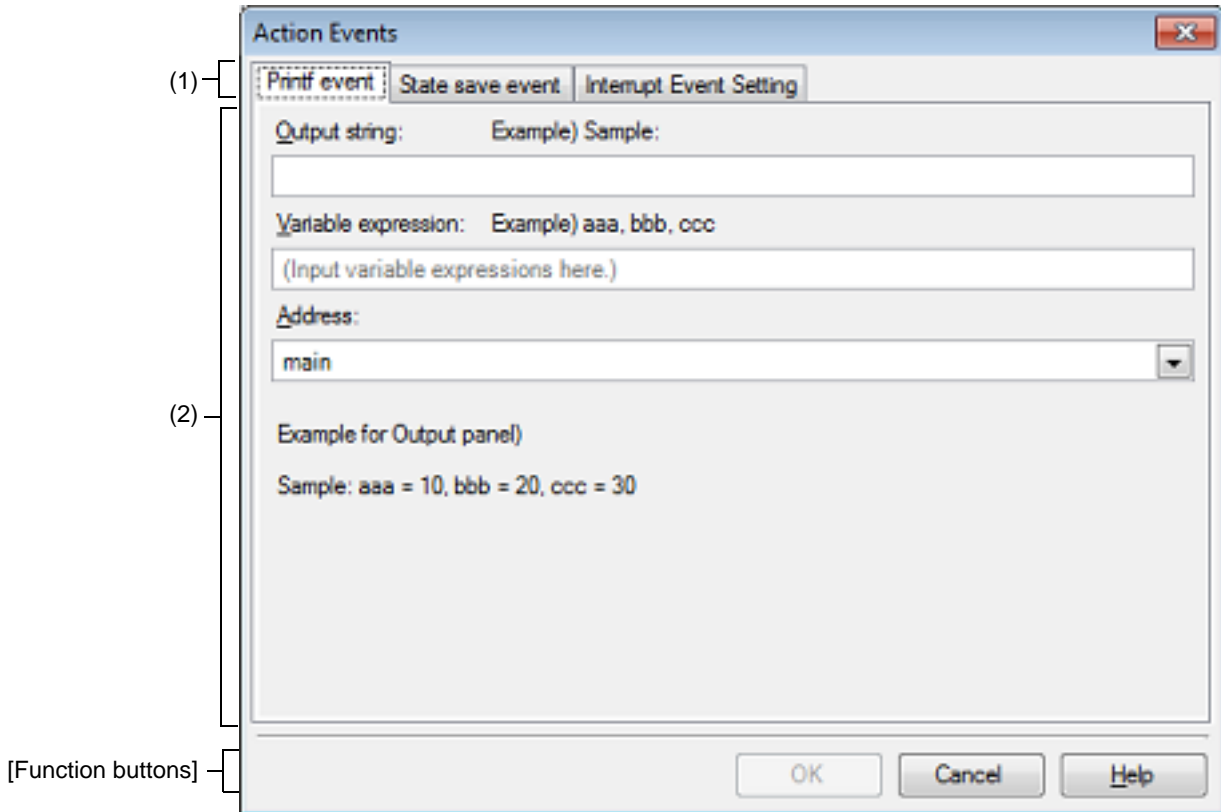 Action Events
(1)
Printf event State save event Interrupt Event Setting
Output string: Example) Sample:
Variable expression: Example) aaa, bbb, ccc
(Input variable expressions here.)
Address:
main
(2)
Example for Output panel)
Sample: aaa = 10, bbb = 20, ccc = 30
[Function buttons]
OK Cancel Help